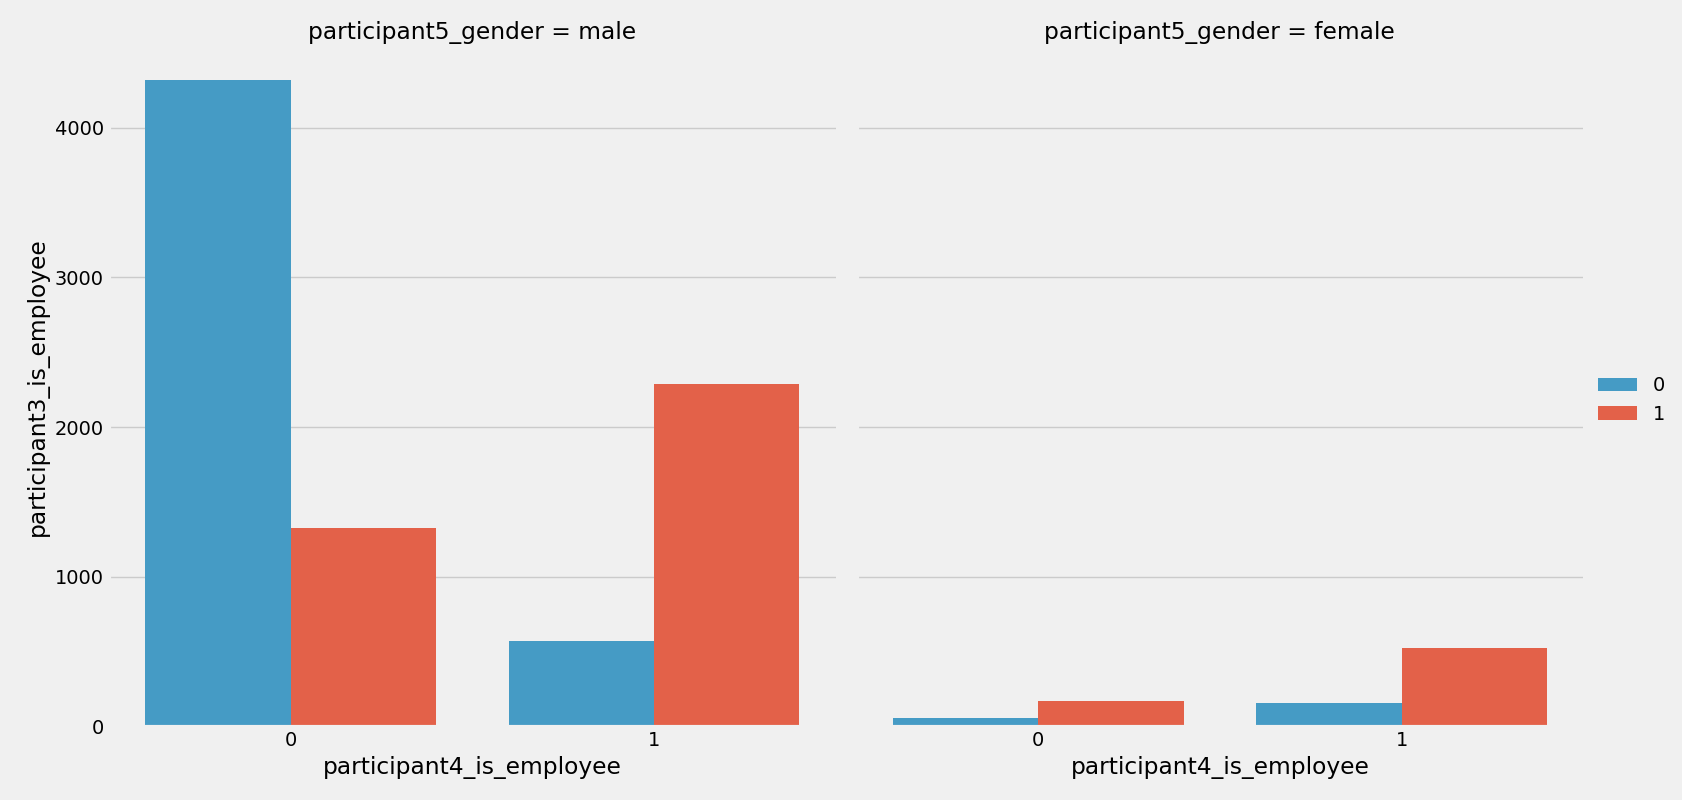 participant5_gender = male
participant5_gender = female
participant3_is_employee
4000
3000
2000
1000
0
0
1
0
1
participant4_is_employee
participant4_is_employee
0
1